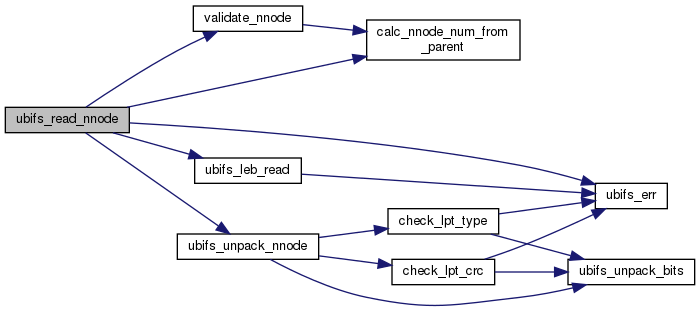 validate_nnode
calc_nnode_num_from
_parent
ubifs_read_nnode
ubifs_leb_read
ubifs_err
check_lpt_type
ubifs_unpack_nnode
check_lpt_crc
ubifs_unpack_bits